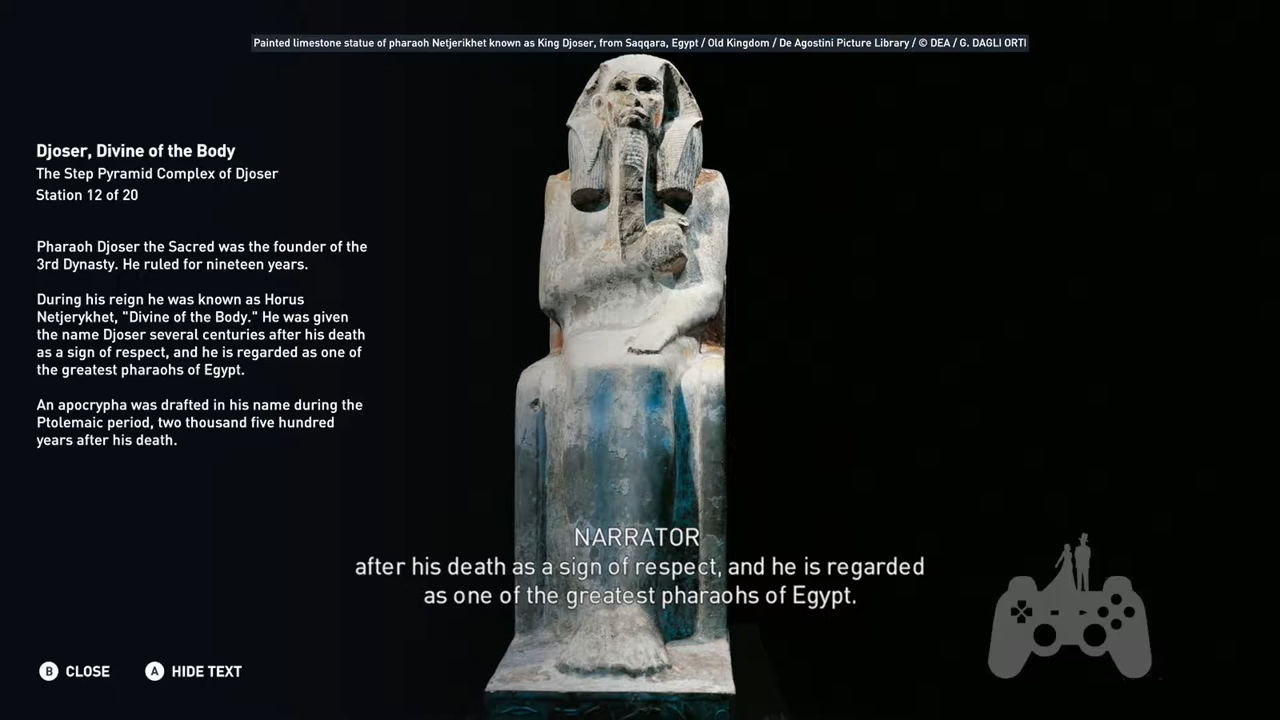 Painted limestone statue of pharaoh Netjerikhet known as King Djoser, from Saqqara, Egypt / Old Kingdom / De Agostini Picture Library / © DEA / G. DAGLI ORTI
Djoser, Divine of the Body
The Step Pyramid Complex of Djoser
Station 12 of 20
Pharaoh Djoser the Sacred was the founder of the
3rd Dynasty. He ruled for nineteen years.
During his reign he was known as Horus
Netjerykhet, "Divine of the Body." He was given
the name Djoser several centuries after his death
as a sign of respect, and he is regarded as one of
the greatest pharaohs of Egypt.
An apocrypha was drafted in his name during the
Ptolemaic period, two thousand five hundred
years after his death.
NARRATOR
after his death as a sign of respect, and he is regarded
as one of the greatest pharaohs of Egypt.
B CLOSE A HIDE TEXT